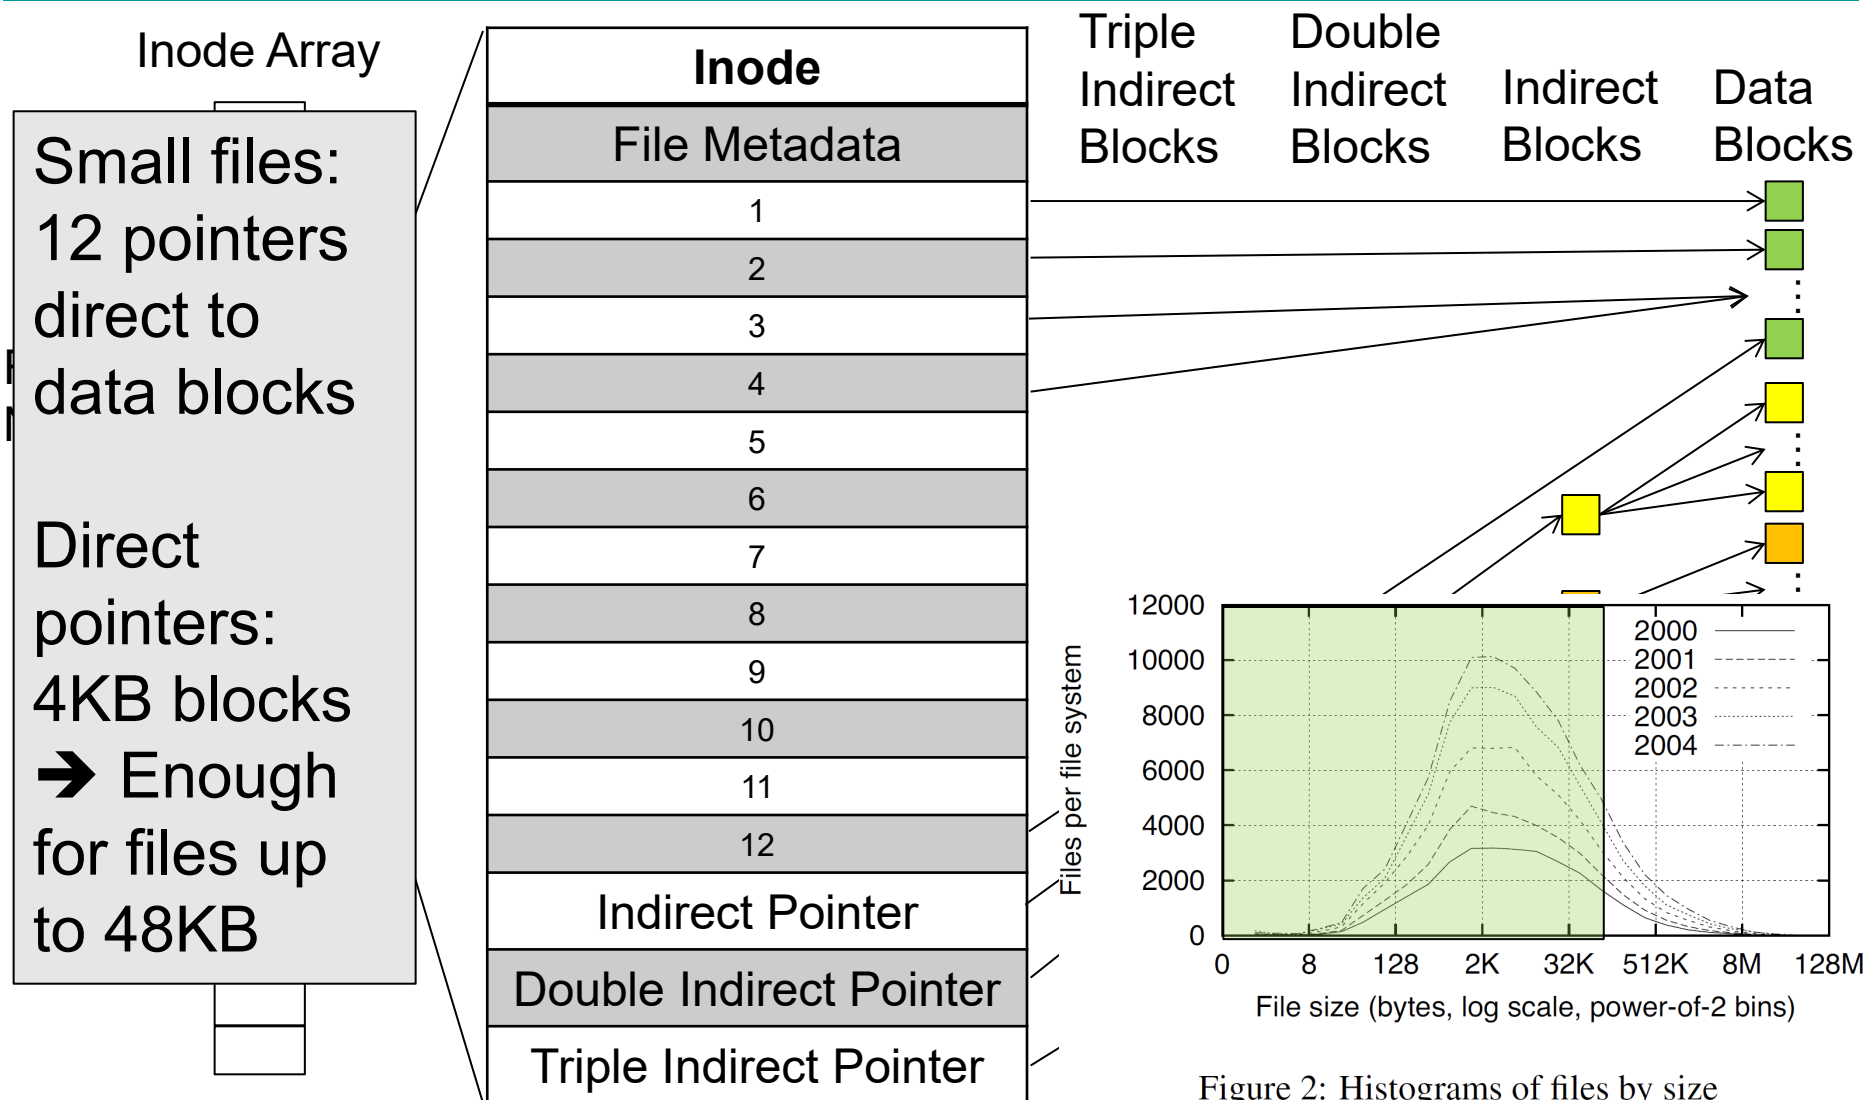 Inode Array
Small files:
12 pointers
direct to
data blocks
Direct
pointers:
4KB blocks
➔ Enough
for files up
to 48KB
Inode
File Metadata
1
2
3
4
5
6
7
8
9
10
11
12
Indirect Pointer
Double Indirect Pointer
Triple Indirect Pointer
Triple
Indirect
Blocks
Double
Indirect
Blocks
Indirect
Blocks
Data
Blocks
Files per file system
12000
10000
8000
6000
4000
2000
0
2000
2001
2002
2003
2004
0 8 128 2K 32K 512K 8M 128M
File size (bytes, log scale, power-of-2 bins)
Figure 2: Histograms of files by size